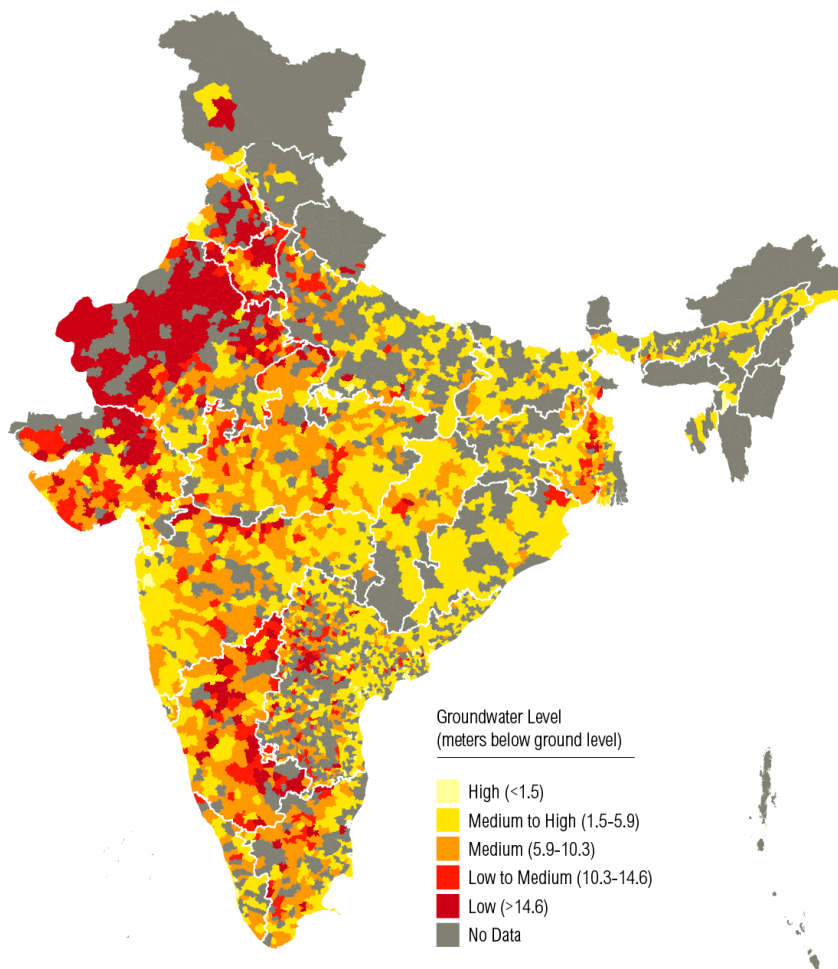 Groundwater Level
(meters below ground level)
High (<1.5)
Medium to High (1.5-5.9)
Medium (5.9-10.3)
Low to Medium (10.3-14.6)
Low (>14.6)
No Data